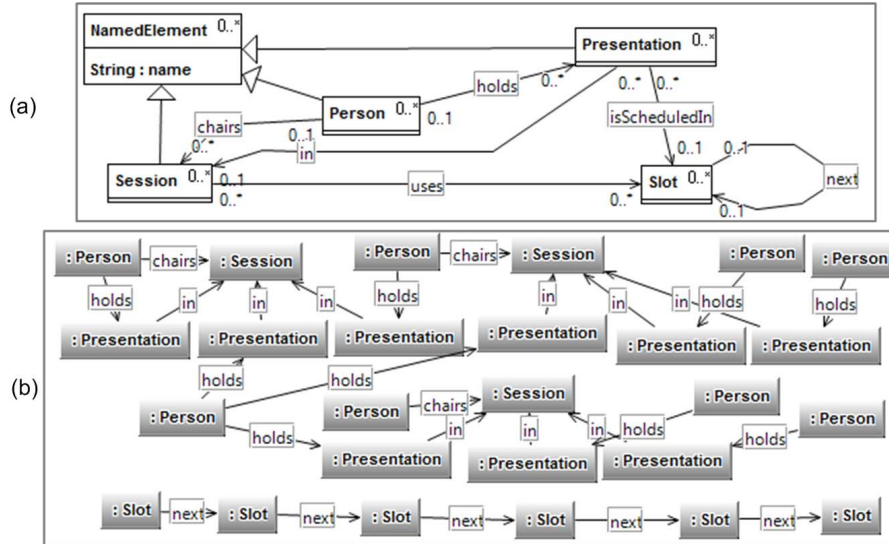 NamedElement 0..*
String : name
Presentation 0..*
(a)
holds
0..*
0..* 0..*
Person 0..*
0..1
isScheduledIn
chairs
0..*
0..1
in
0..1
0..1
Session 0..*
0..1
0..*
uses
0..*
Slot 0..*
next
0..1
: Person
chairs
: Session
: Person
chairs
: Session
: Person
: Person
holds
in
in
in
holds
in
in
holds
in
holds
: Presentation
: Presentation
: Presentation
: Presentation
: Presentation
: Presentation
(b)
holds
holds
: Person
: Person
chairs
: Session
: Person
: Person
holds
in
in
in
holds
holds
: Presentation
: Presentation
: Presentation
: Slot
next
: Slot
next
: Slot
next
: Slot
next
: Slot
next
: Slot